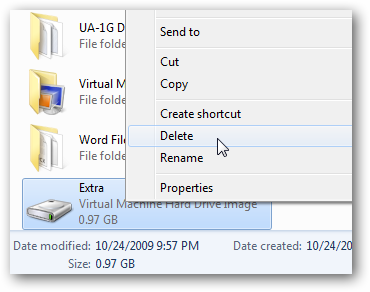 UA-1G D
File folde
Virtual M
File folde
Word File
File folde
Extra
Virtual Machine Hard Drive Image
0.97 GB
Send to
Cut
Copy
Create shortcut
Delete
Rename
Properties
Date modified: 10/24/2009 9:57 PM Date created: 10/24/20
Size: 0.97 GB